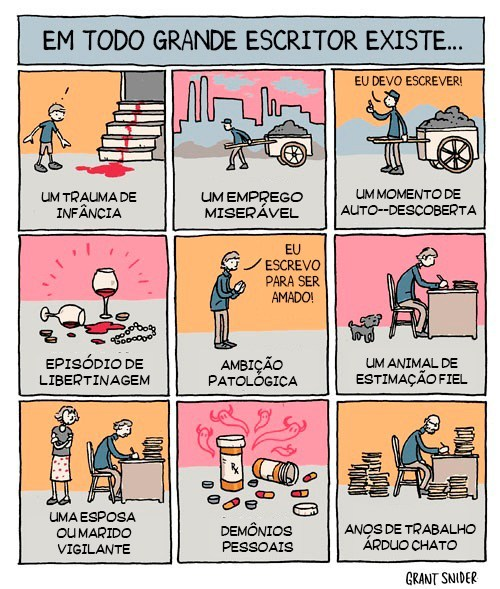 EM TODO GRANDE ESCRITOR EXISTE...
UM TRAUMA DE
INFÂNCIA
UM EMPREGO
MISERÁVEL
EU DEVO ESCREVER!
UM MOMENTO DE
AUTO--DESCOBERTA
EPISÓDIO DE
LIBERTINAGEM
EU
ESCREVO
PARA SER
AMADO!
AMBIÇÃO
PATOLÓGICA
UM ANIMAL DE
ESTIMAÇÃO FIEL
UMA ESPOSA
OU MARIDO
VIGILANTE
RX
DEMÔNIOS
PESSOAIS
ANOS DE TRABALHO
ÁRDUO CHATO
GRANT SNIDER